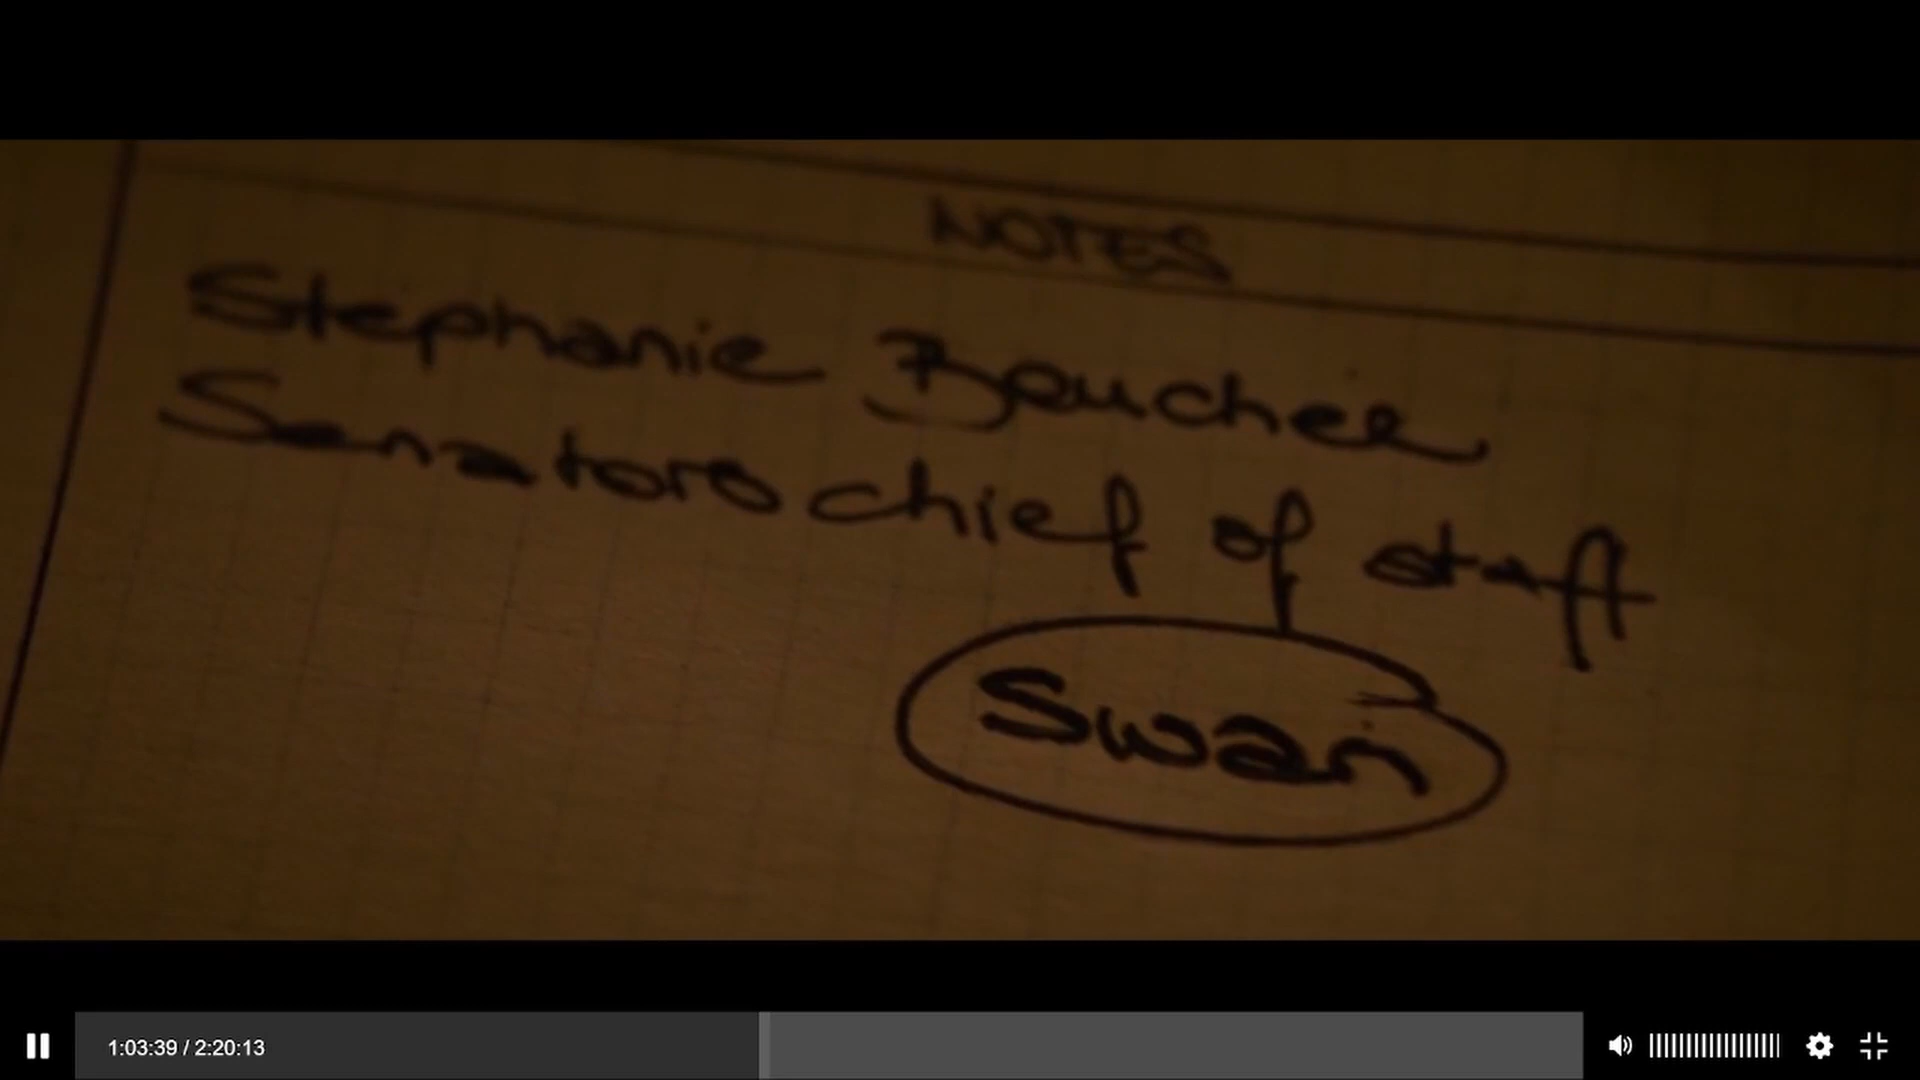 NOTES
Stephanie Boucher
Senators chief of staff
Swan
1:03:39 / 2:20:13